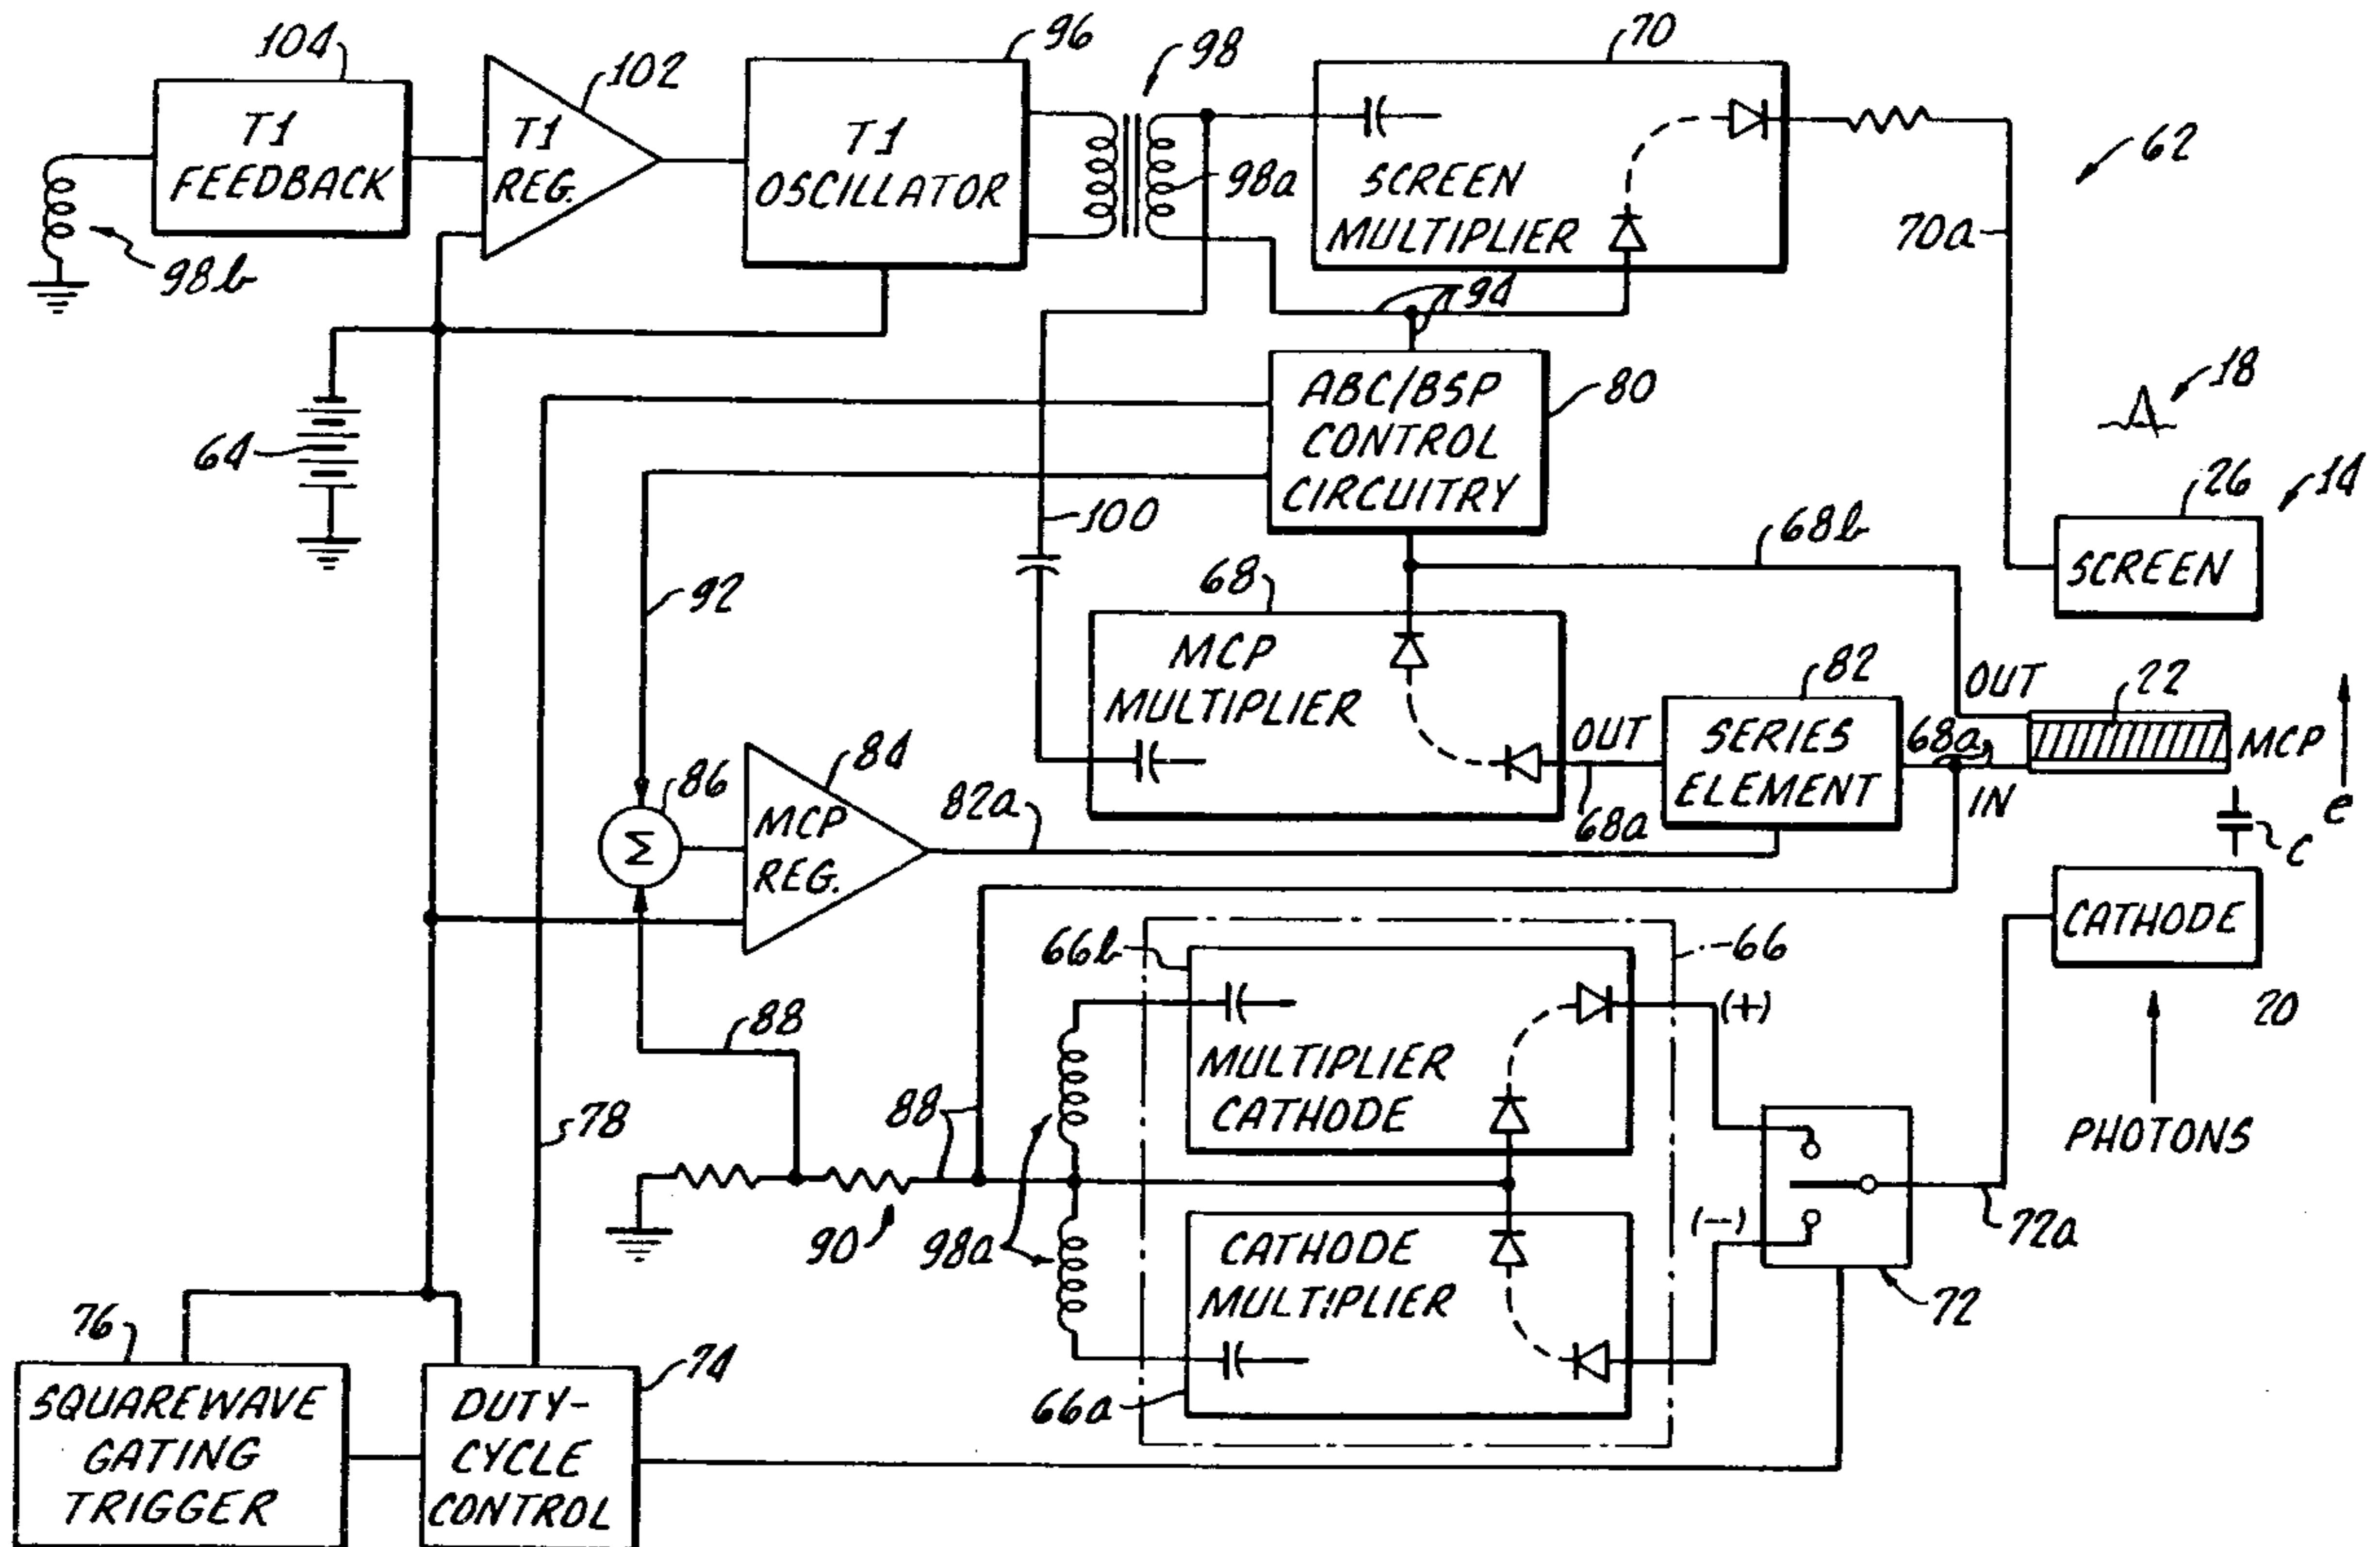 104
T1
FEEDBACK
98b
102
T1
REG.
96
T1
OSCILLATOR
98
98a
70
SCREEN
MULTIPLIER
62
70a
94
64
ABC/BSP
CONTROL
CIRCUITRY
80
18
14
26
SCREEN
100
92
68b
68
MCP
MULTIPLIER
OUT
68a
82
SERIES
ELEMENT
68a
OUT
22
MCP
IN
e
C
86
Σ
84
MCP
REG.
82a
CATHODE
20
PHOTONS
66b
66
MULTIPLIER
CATHODE
(+)
88
78
88
90
98a
CATHODE
MULTIPLIER
66a
(−)
72a
72
76
SQUAREWAVE
GATING
TRIGGER
74
DUTY-
CYCLE
CONTROL